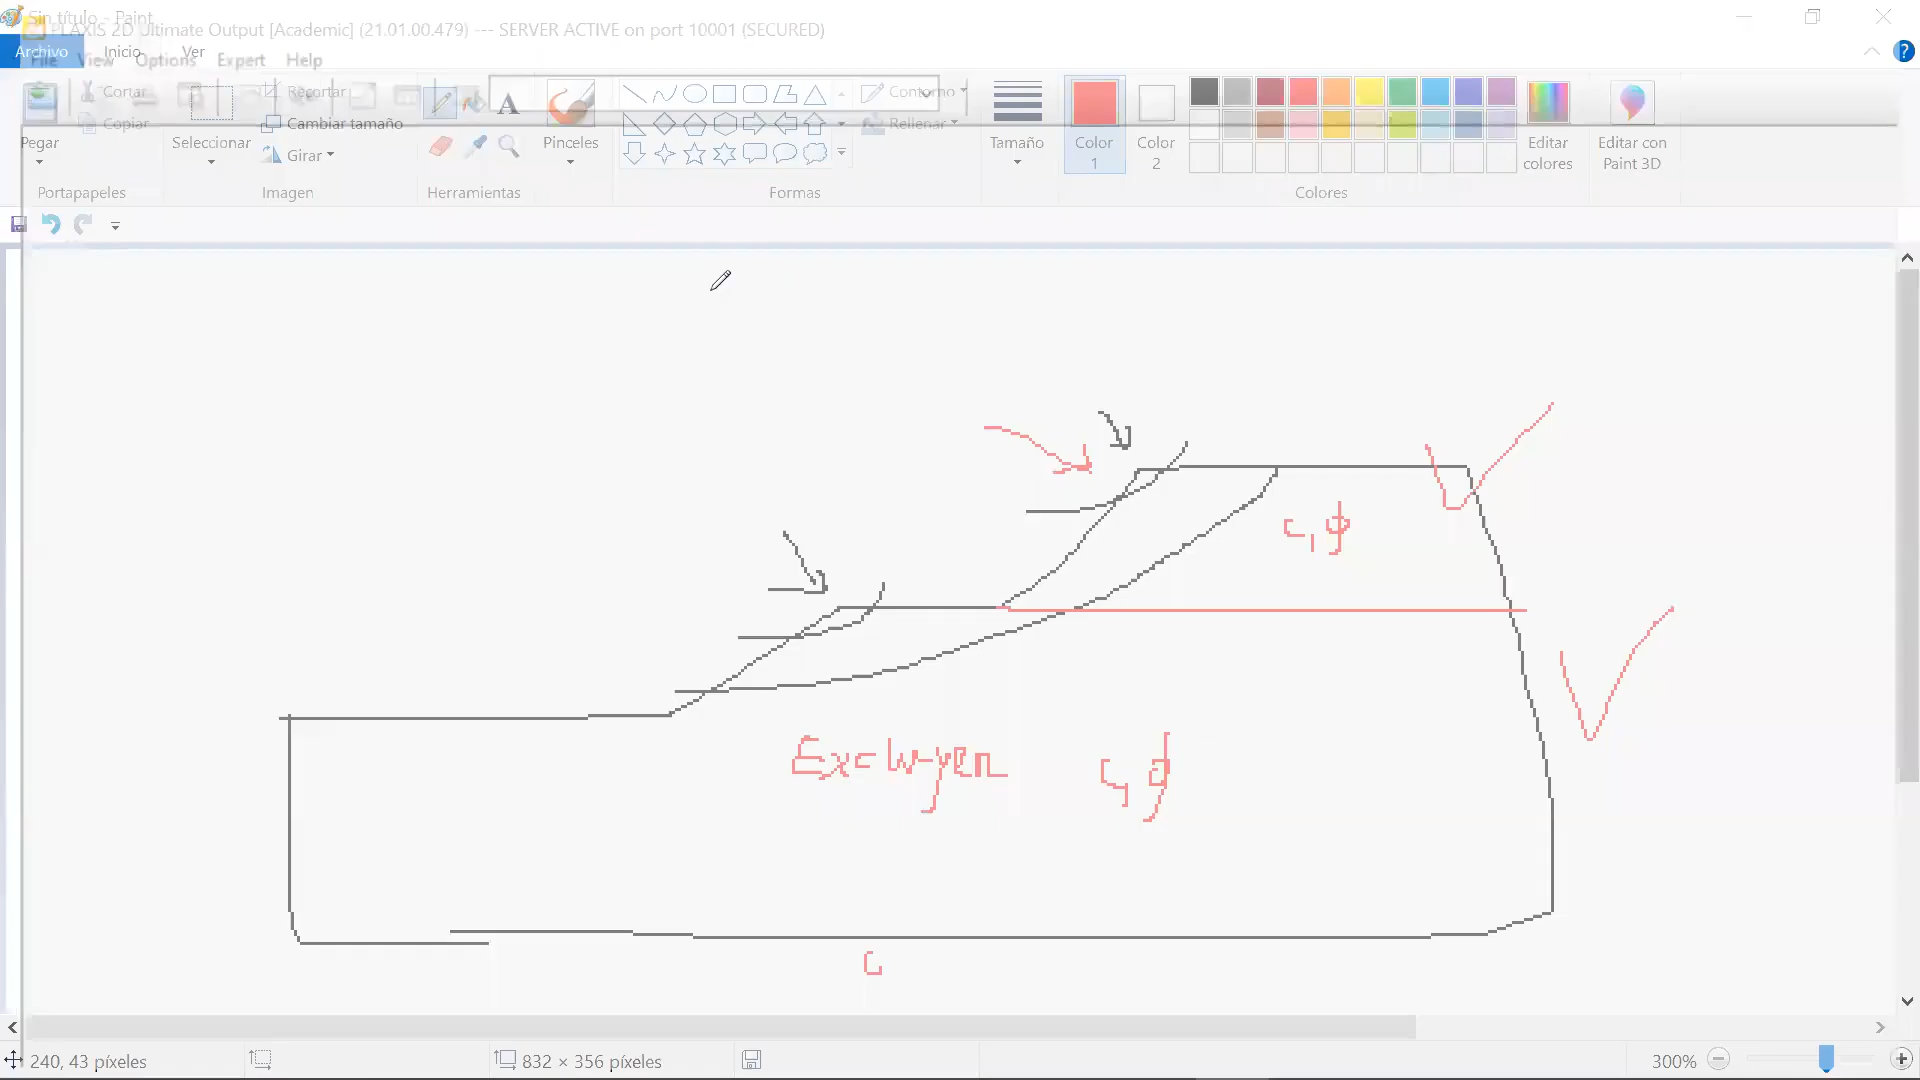 Sin título - Paint
PLAXIS 2D Ultimate Output [Academic] (21.01.00.479) --- SERVER ACTIVE on port 10001 (SECURED)
Archivo Inicio Ver
File View Options Expert Help
Cortar Recortar Contorno
Copiar Cambiar tamaño Rellenar
Pegar Seleccionar Girar Pinceles Tamaño Color 1 Color 2 Editar colores Editar con Paint 3D
Portapapeles Imagen Herramientas Formas Colores
c, φ
Excluyen c, φ
C
240, 43 píxeles 832 × 356 píxeles 300%